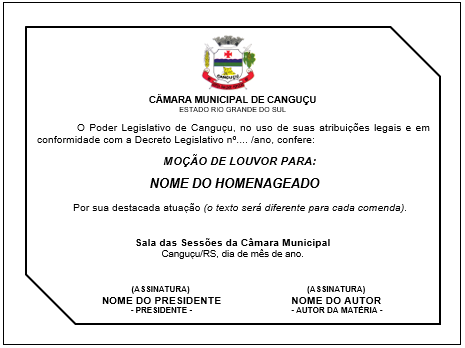 CANGUÇU
CÂMARA MUNICIPAL DE CANGUÇU
ESTADO RIO GRANDE DO SUL
O Poder Legislativo de Canguçu, no uso de suas atribuições legais e em
conformidade com a Decreto Legislativo nº.... /ano, confere:
MOÇÃO DE LOUVOR PARA:
NOME DO HOMENAGEADO
Por sua destacada atuação (o texto será diferente para cada comenda).
Sala das Sessões da Câmara Municipal
Canguçu/RS, dia de mês de ano.
(ASSINATURA) (ASSINATURA)
NOME DO PRESIDENTE NOME DO AUTOR
- PRESIDENTE - - AUTOR DA MATÉRIA -